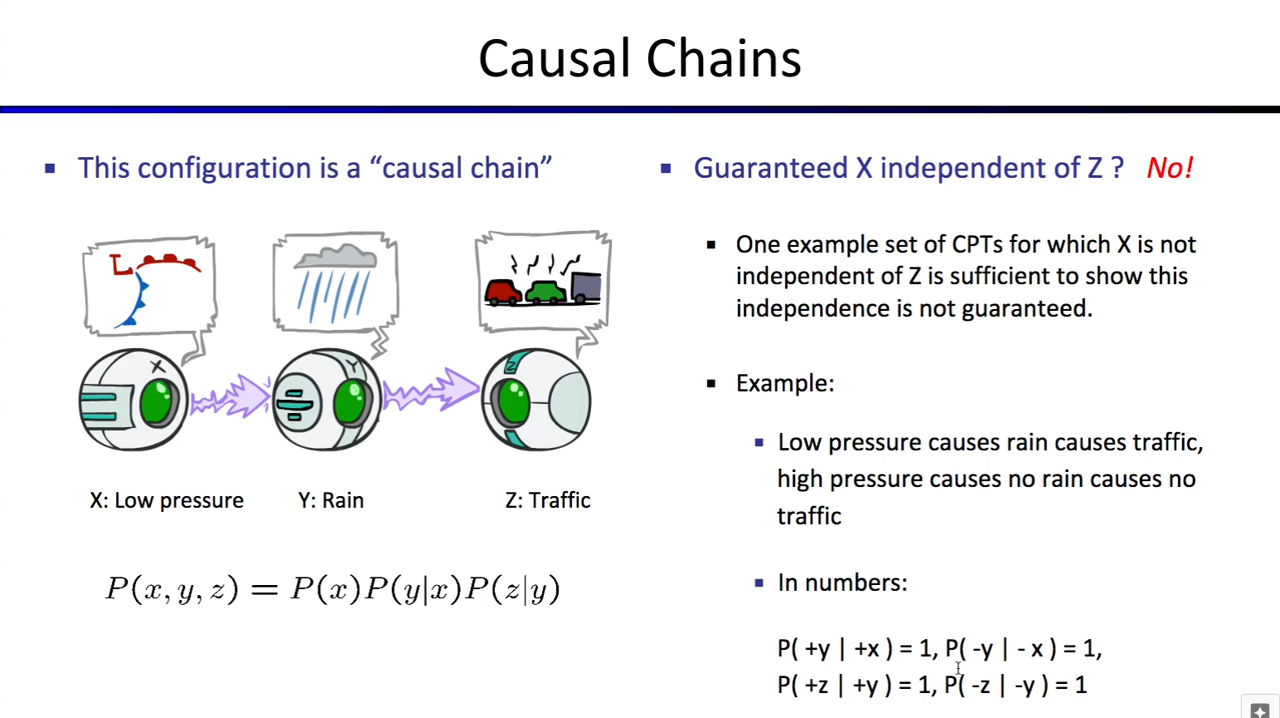 Causal Chains
▪ This configuration is a “causal chain”
L
X
Y
Z
X: Low pressure
Y: Rain
Z: Traffic
P(x, y, z) = P(x)P(y|x)P(z|y)
▪ Guaranteed X independent of Z ? No!
▪ One example set of CPTs for which X is not
independent of Z is sufficient to show this
independence is not guaranteed.
▪ Example:
▪ Low pressure causes rain causes traffic,
high pressure causes no rain causes no
traffic
▪ In numbers:
P( +y | +x ) = 1, P( -y | - x ) = 1,
P( +z | +y ) = 1, P( -z | -y ) = 1